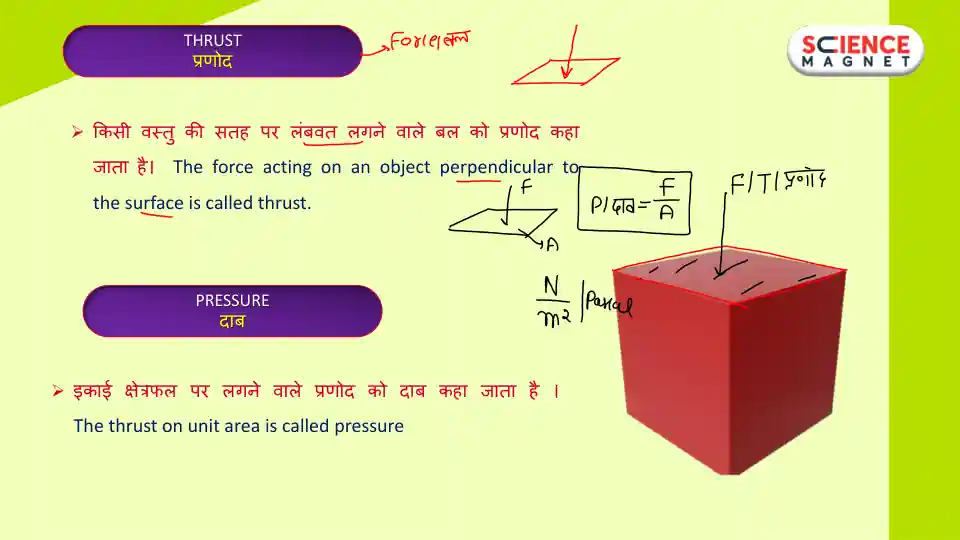 THRUST
प्रणोद
Force/बल
SCIENCE
MAGNET
➢ किसी वस्तु की सतह पर लंबवत लगने वाले बल को प्रणोद कहा
जाता है। The force acting on an object perpendicular to
the surface is called thrust.
F
A
P/दाब = F/A
F/T/प्रणोद
N/m² / Pascal
PRESSURE
दाब
➢ इकाई क्षेत्रफल पर लगने वाले प्रणोद को दाब कहा जाता है ।
The thrust on unit area is called pressure